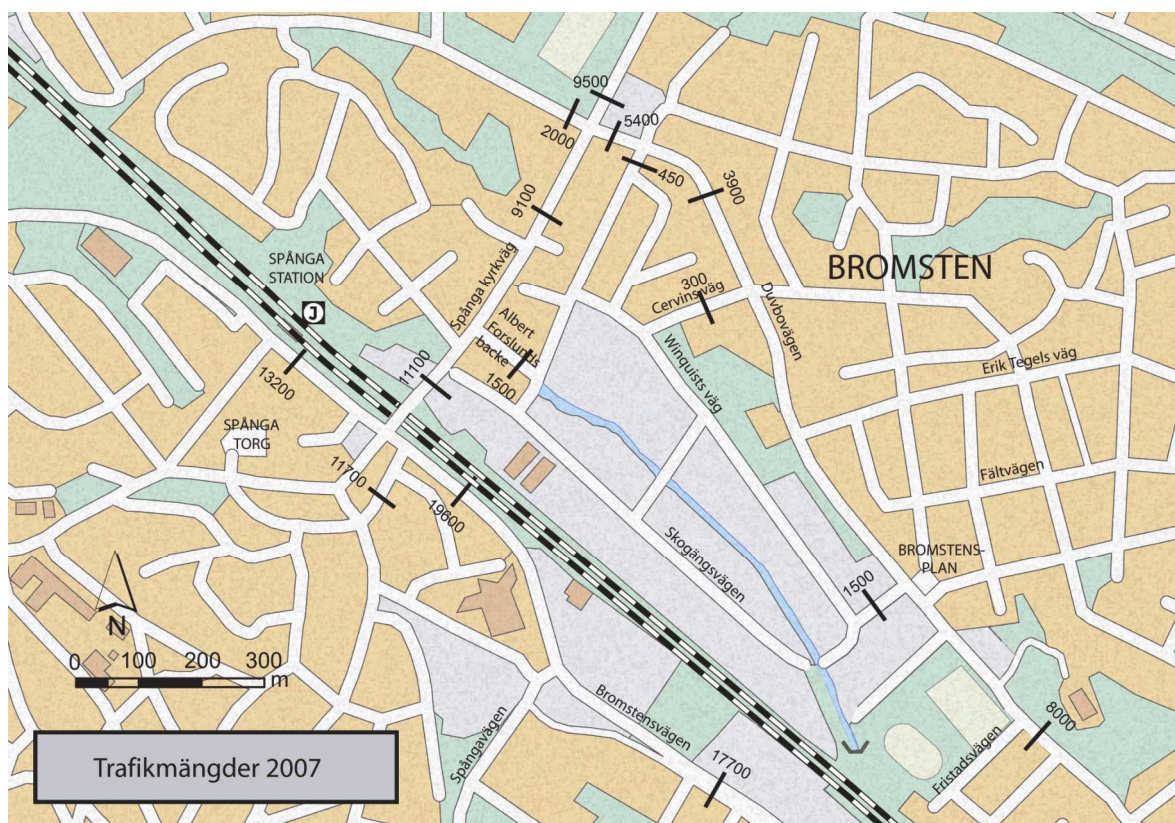 9500
5400
2000
450
3900
9100
SPÅNGA
STATION
BROMSTEN
J
Spånga kyrkväg
300
Cervins väg
Duvbovägen
Albert
Forslunds
backe
Winquists väg
Erik Tegels väg
11100
1500
13200
SPÅNGA
TORG
11700
19600
Fältvägen
Skogängsvägen
BROMSTENS-
PLAN
1500
N
0 100 200 300
m
Bromstensvägen
Spångavägen
8000
Fristadsvägen
17700
Trafikmängder 2007